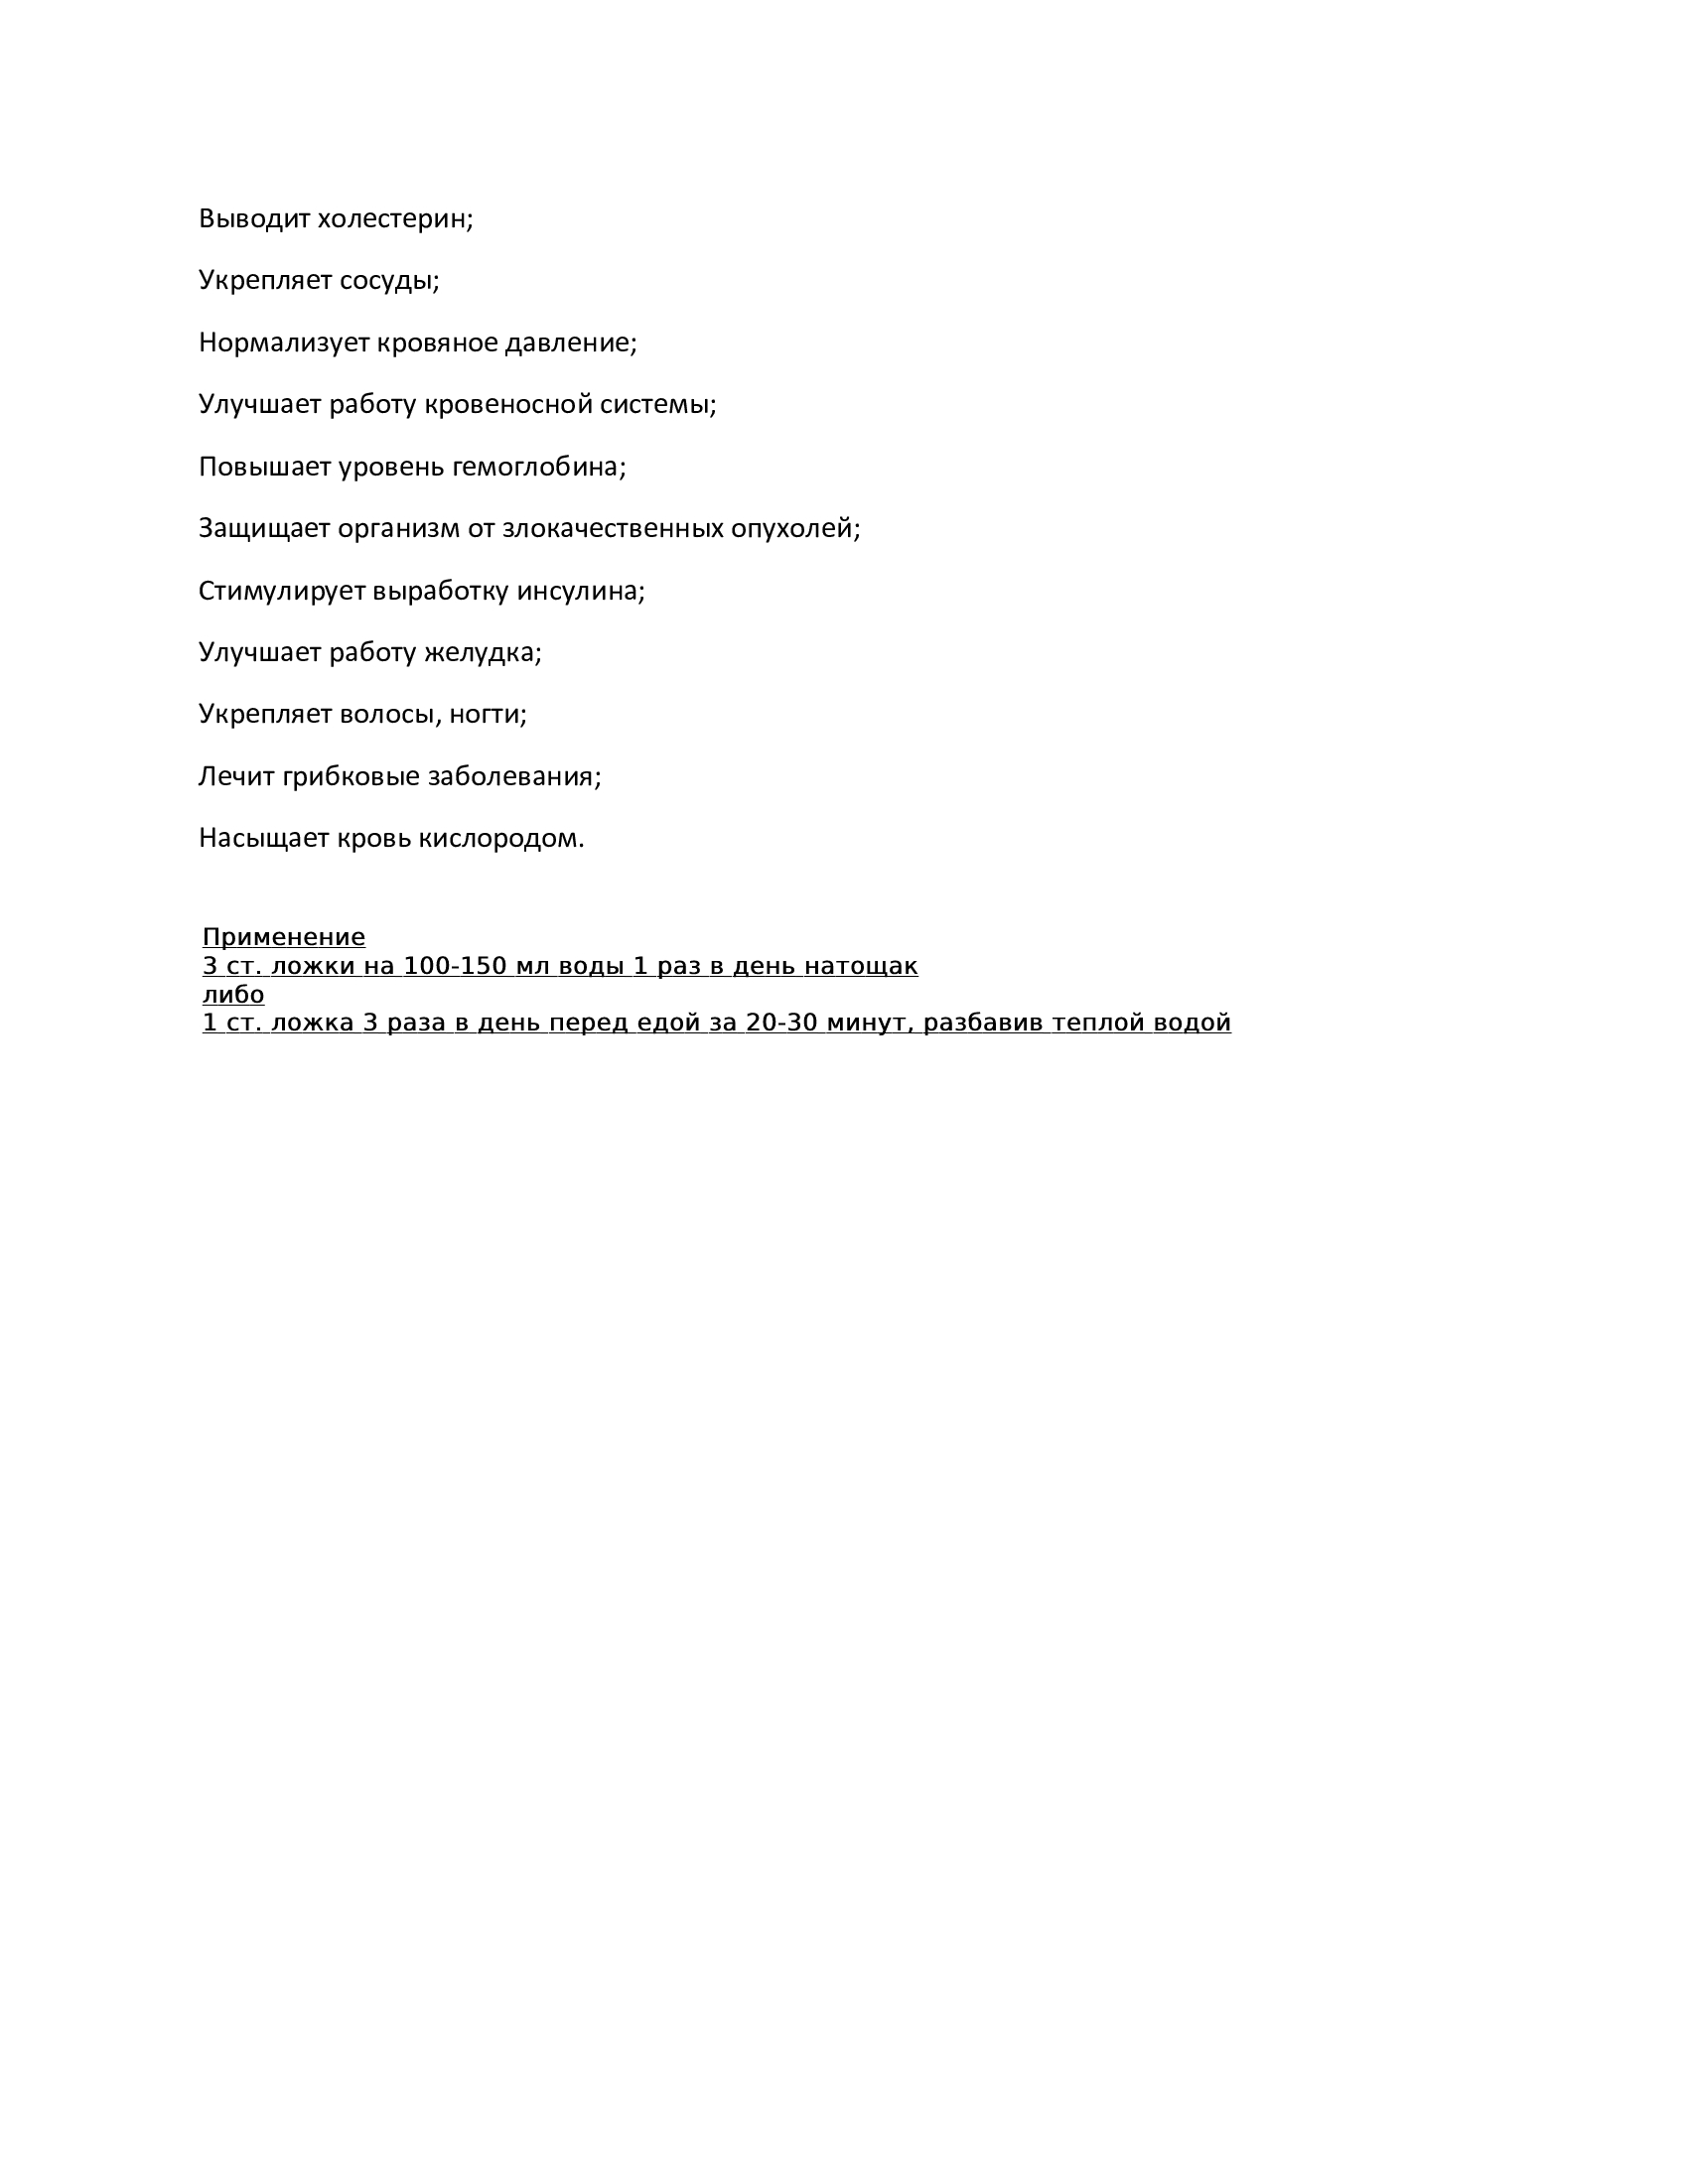 Выводит холестерин;
Укрепляет сосуды;
Нормализует кровяное давление;
Улучшает работу кровеносной системы;
Повышает уровень гемоглобина;
Защищает организм от злокачественных опухолей;
Стимулирует выработку инсулина;
Улучшает работу желудка;
Укрепляет волосы, ногти;
Лечит грибковые заболевания;
Насыщает кровь кислородом.
Применение
3 ст. ложки на 100-150 мл воды 1 раз в день натощак
либо
1 ст. ложка 3 раза в день перед едой за 20-30 минут, разбавив теплой водой